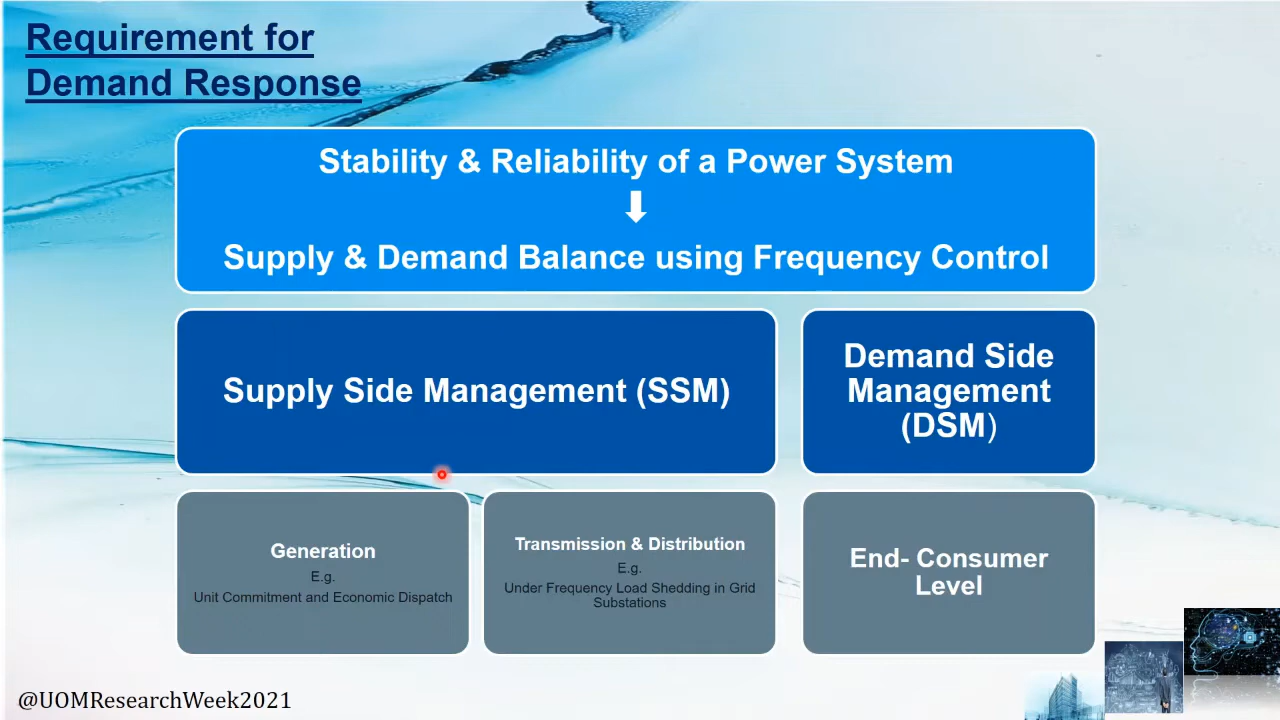 Requirement for
Demand Response
Stability & Reliability of a Power System
Supply & Demand Balance using Frequency Control
Supply Side Management (SSM)
Demand Side
Management
(DSM)
Generation
E.g.
Unit Commitment and Economic Dispatch
Transmission & Distribution
E.g.
Under Frequency Load Shedding in Grid
Substations
End- Consumer
Level
@UOMResearchWeek2021